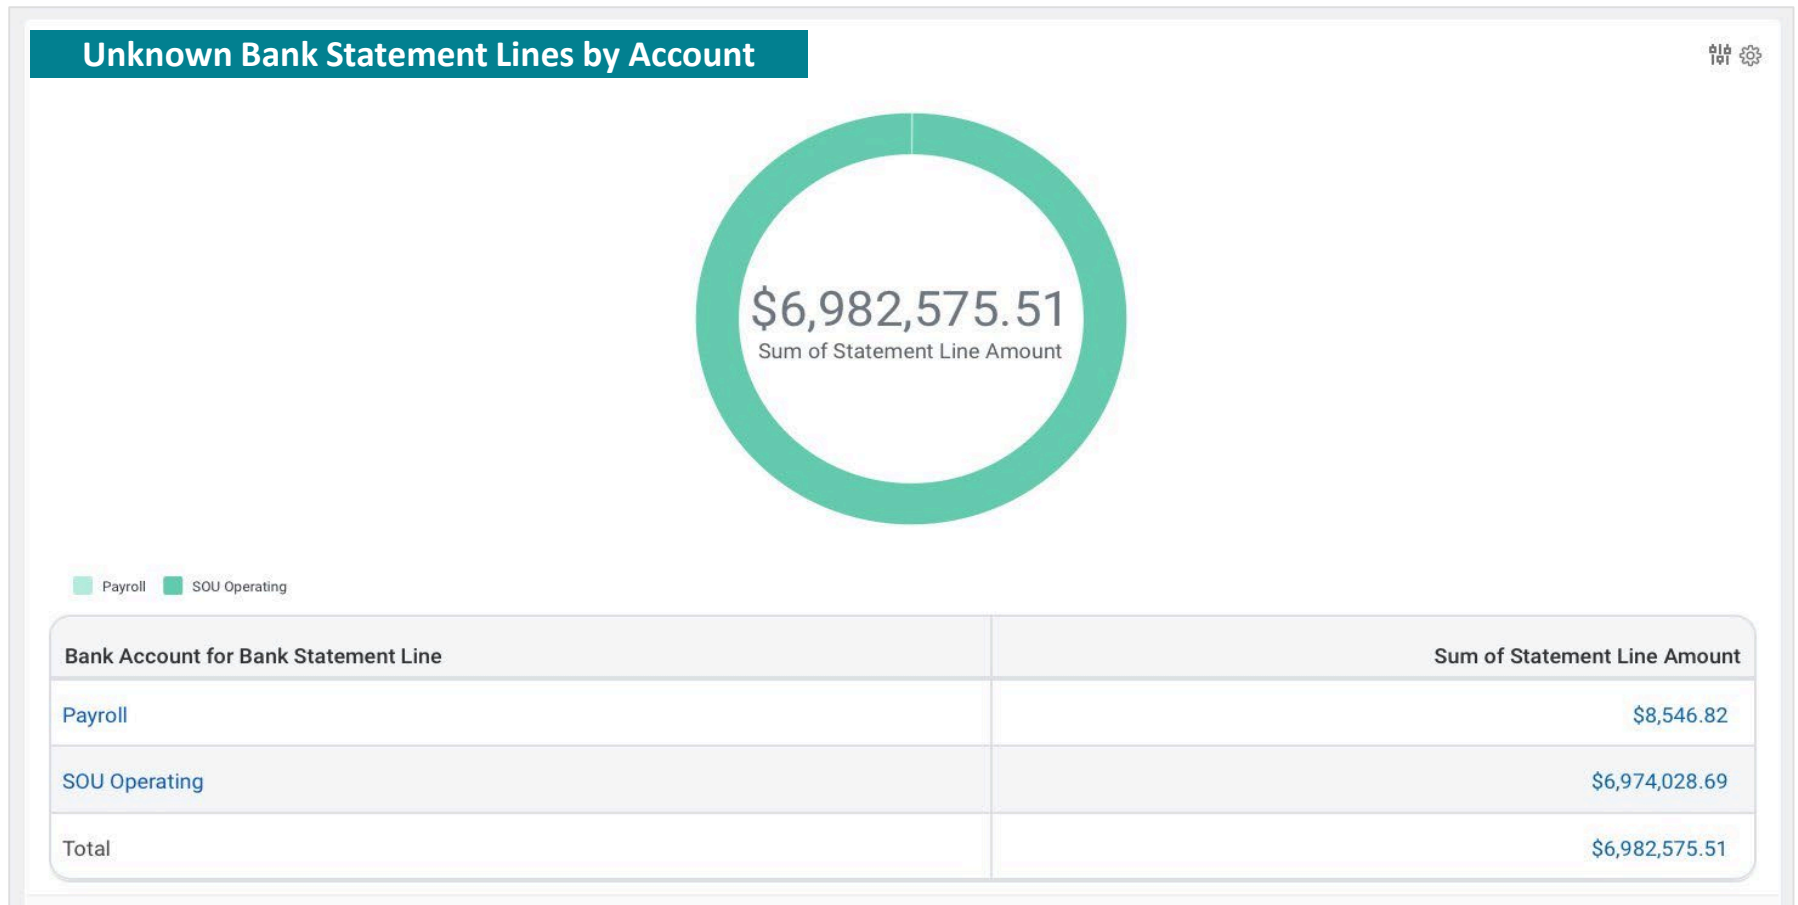 Unknown Bank Statement Lines by Account
$6,982,575.51
Sum of Statement Line Amount
Payroll SOU Operating
Bank Account for Bank Statement Line Sum of Statement Line Amount
Payroll $8,546.82
SOU Operating $6,974,028.69
Total $6,982,575.51